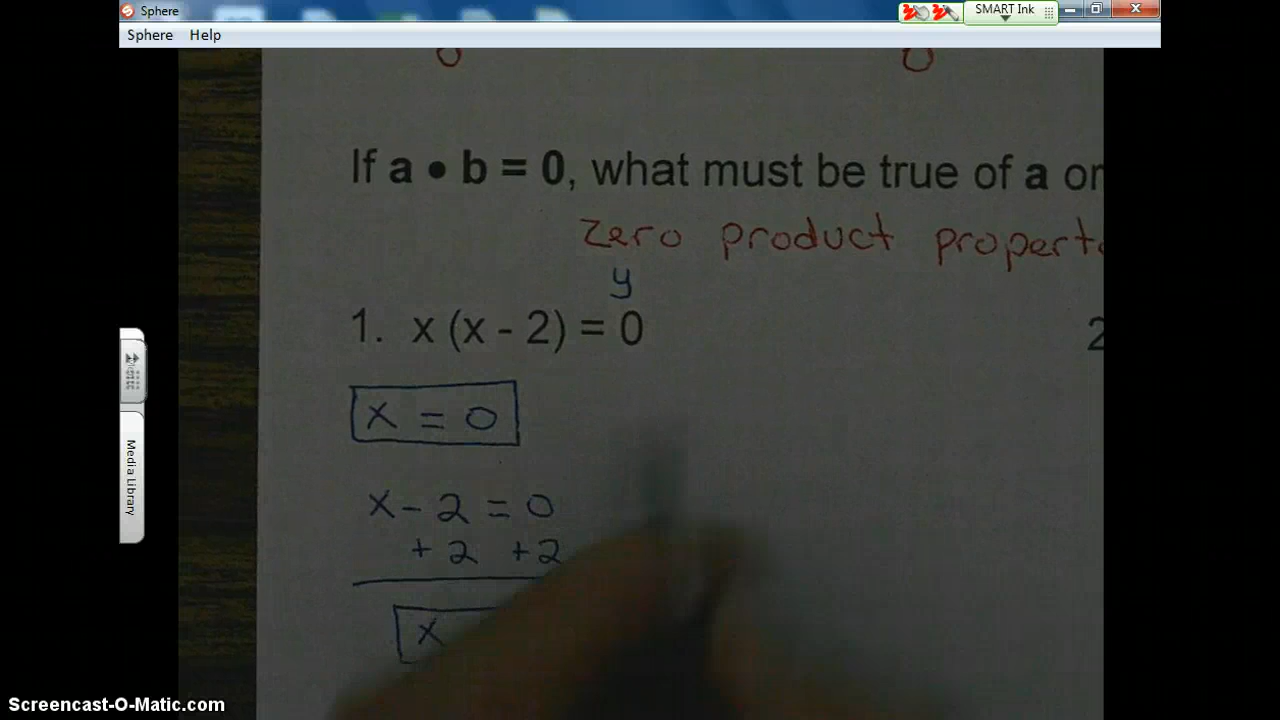 Sphere
SMART Ink
Sphere Help
If a • b = 0, what must be true of a or
zero product
y
1. x (x - 2) = 0
2
x = 0
x - 2 = 0
+ 2 + 2
x
Media Library
Screencast-O-Matic.com